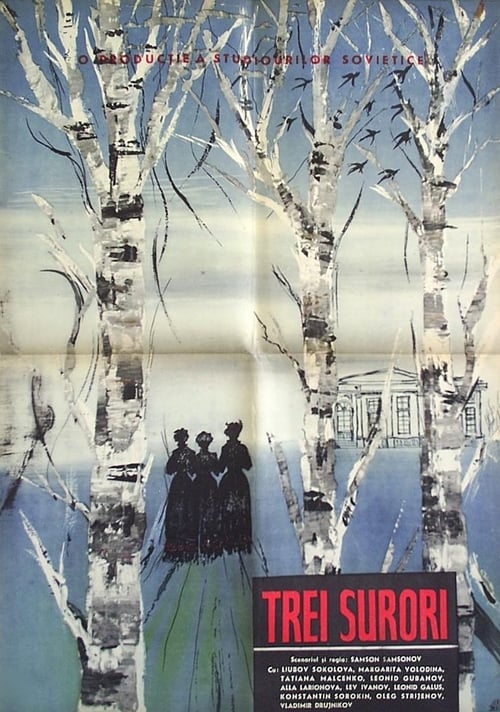 O PRODUCȚIE A STUDIOURILOR SOVIETICE
TREI SURORI
Scenariul și regia: SAMSON SAMSONOV
Cu: LIUBOV SOKOLOVA, MARGARITA VOLODINA,
TATIANA MALCENKO, LEONID GUBANOV,
ALLA LARIONOVA, LEV IVANOV, LEONID GALUS,
KONSTANTIN SOROKIN, OLEG STRIJENOV,
VLADIMIR DRUJNIKOV